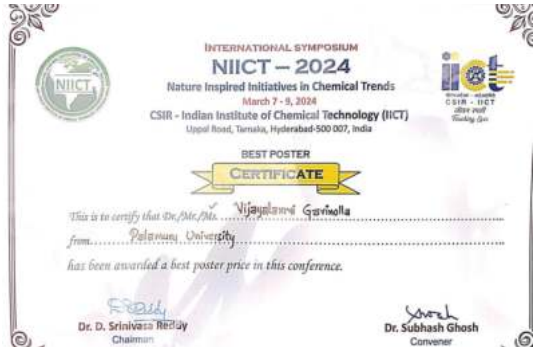 INTERNATIONAL SYMPOSIUM
NIICT
NIICT – 2024
Nature Inspired Initiatives in Chemical Trends
March 7 - 9, 2024
CSIR - Indian Institute of Chemical Technology (IICT)
Uppal Road, Tarnaka, Hyderabad-500 007, India
CSIR - IICT
BEST POSTER
CERTIFICATE
This is to certify that Dr./Mr./Ms. Vijayalaxmi Gavinolla
from Palamuru University
has been awarded a best poster price in this conference.
Dr. D. Srinivasa Reddy
Chairman
Dr. Subhash Ghosh
Convener